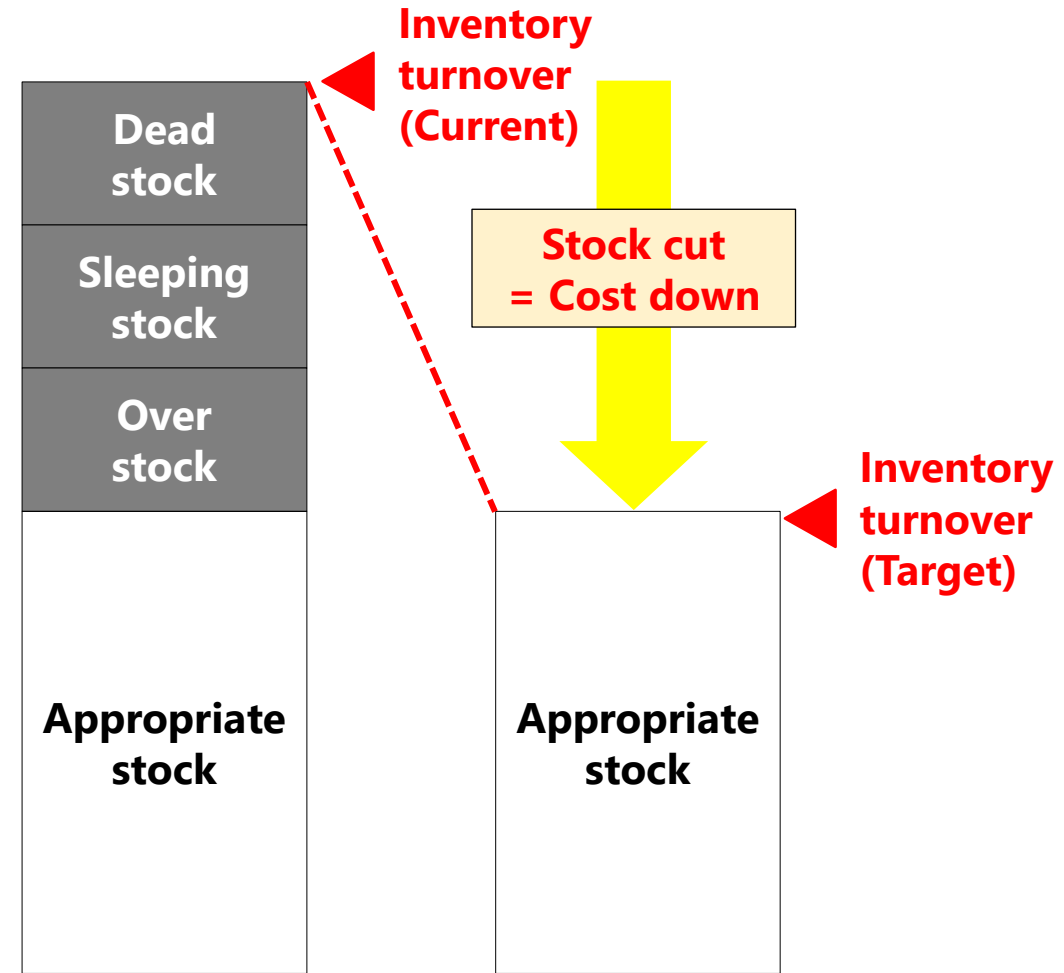 Inventory
turnover
(Current)
Dead
stock
Sleeping
stock
Over
stock
Appropriate
stock
Stock cut
= Cost down
Inventory
turnover
(Target)
Appropriate
stock